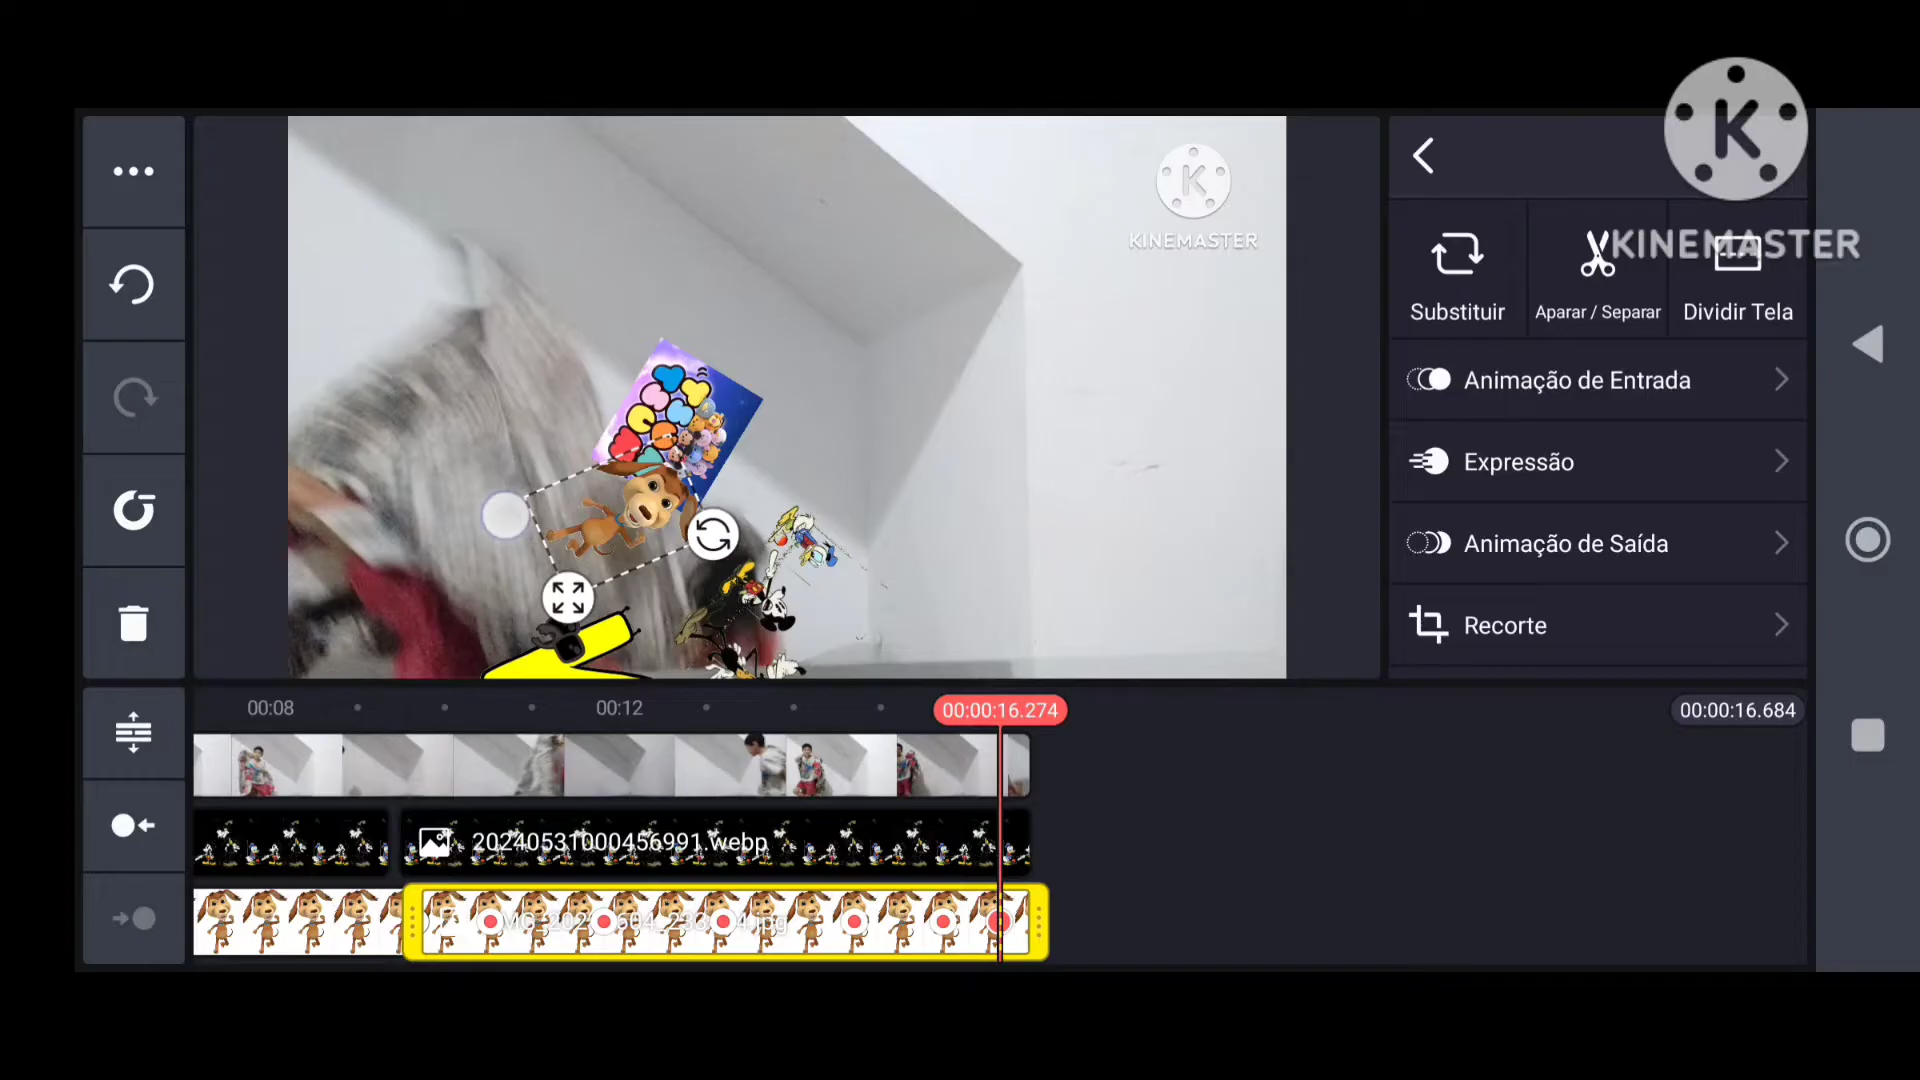 KINEMASTER
KINEMASTER
Substituir
Aparar / Separar
Dividir Tela
Animação de Entrada
Expressão
Animação de Saída
Recorte
00:08
00:12
00:00:16.274
00:00:16.684
20240531000456991.webp